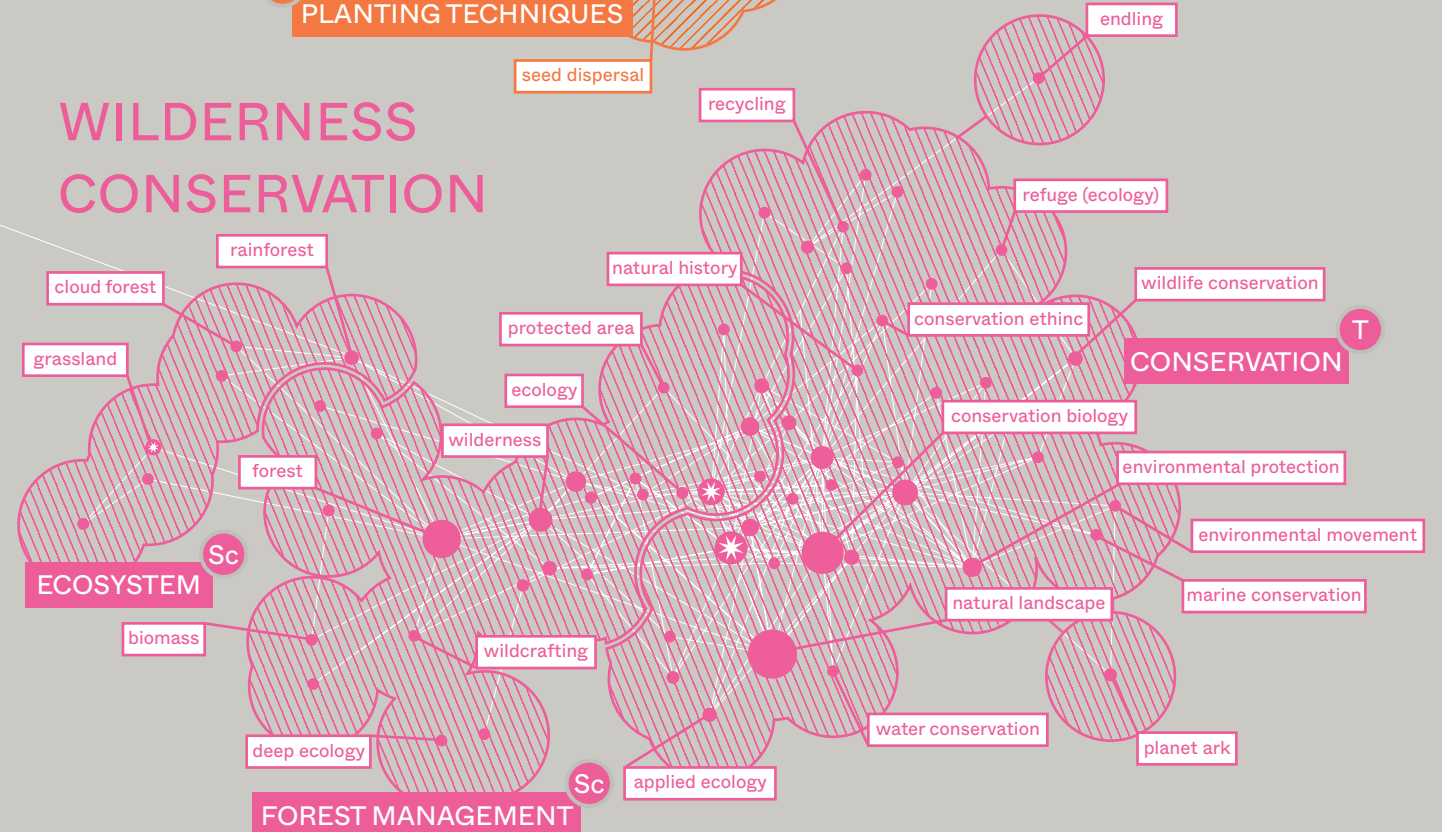 PLANTING TECHNIQUES
endling
seed dispersal
recycling
WILDERNESS
CONSERVATION
refuge (ecology)
rainforest
natural history
cloud forest
wildlife conservation
protected area
conservation ethinc
T
CONSERVATION
grassland
ecology
conservation biology
wilderness
forest
environmental protection
environmental movement
Sc
ECOSYSTEM
marine conservation
natural landscape
biomass
wildcrafting
water conservation
deep ecology
planet ark
Sc
applied ecology
FOREST MANAGEMENT